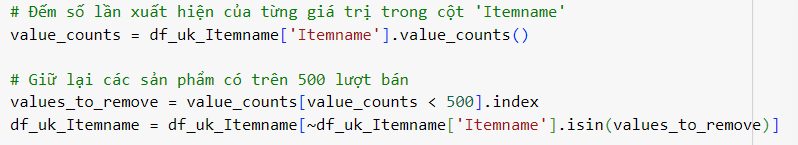 # Đếm số lần xuất hiện của từng giá trị trong cột 'Itemname'
value_counts = df_uk_Itemname['Itemname'].value_counts()
# Giữ lại các sản phẩm có trên 500 lượt bán
values_to_remove = value_counts[value_counts < 500].index
df_uk_Itemname = df_uk_Itemname[~df_uk_Itemname['Itemname'].isin(values_to_remove)]